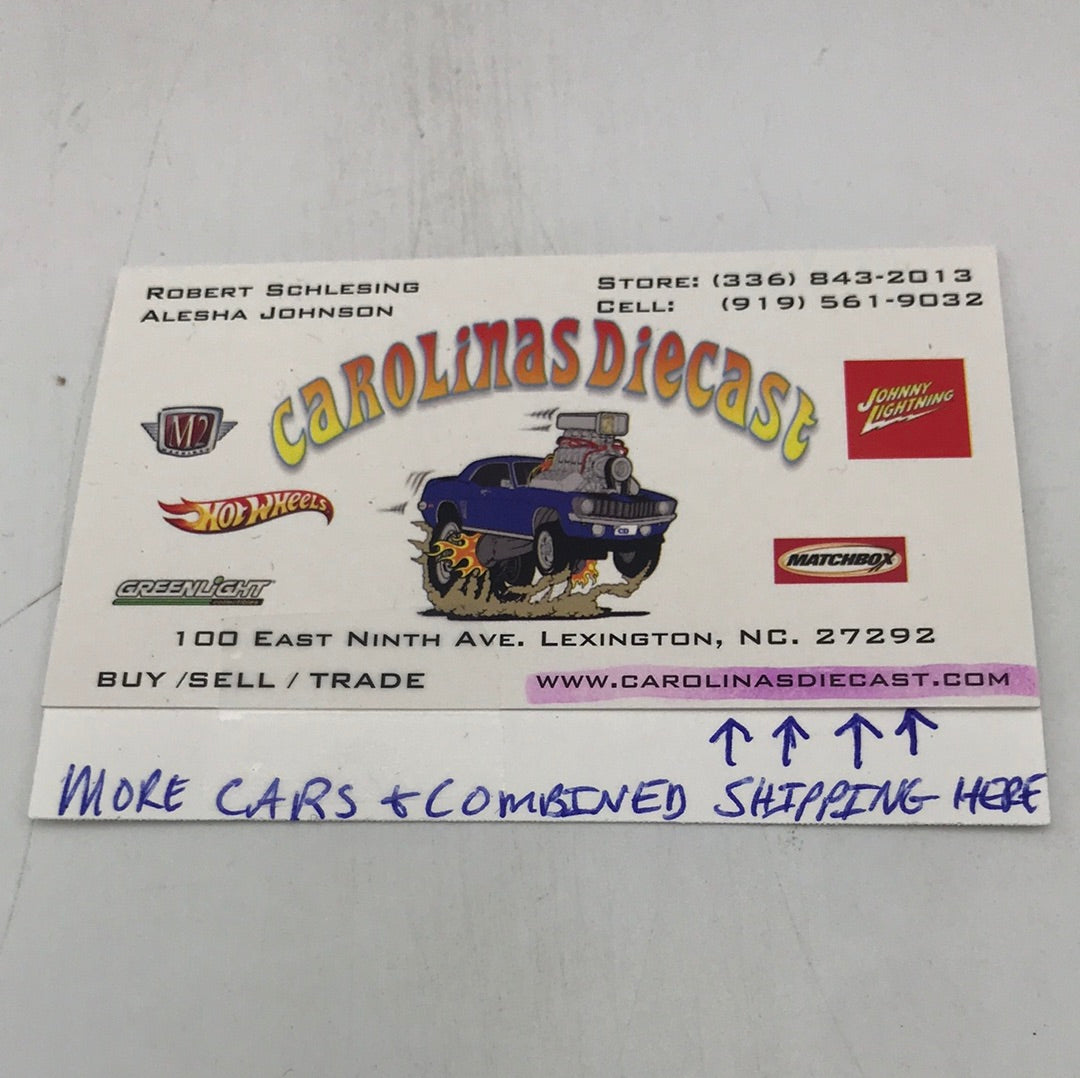 ROBERT SCHLESING
ALESHA JOHNSON
STORE: (336) 843-2013
CELL: (919) 561-9032
CAROLINAS DIECAST
M2
HOT WHEELS
GREENLIGHT
JOHNNY
LIGHTNING
MATCHBOX
CD
100 EAST NINTH AVE. LEXINGTON, NC. 27292
BUY /SELL / TRADE
WWW.CAROLINASDIECAST.COM
MORE CARS & COMBINED SHIPPING HERE